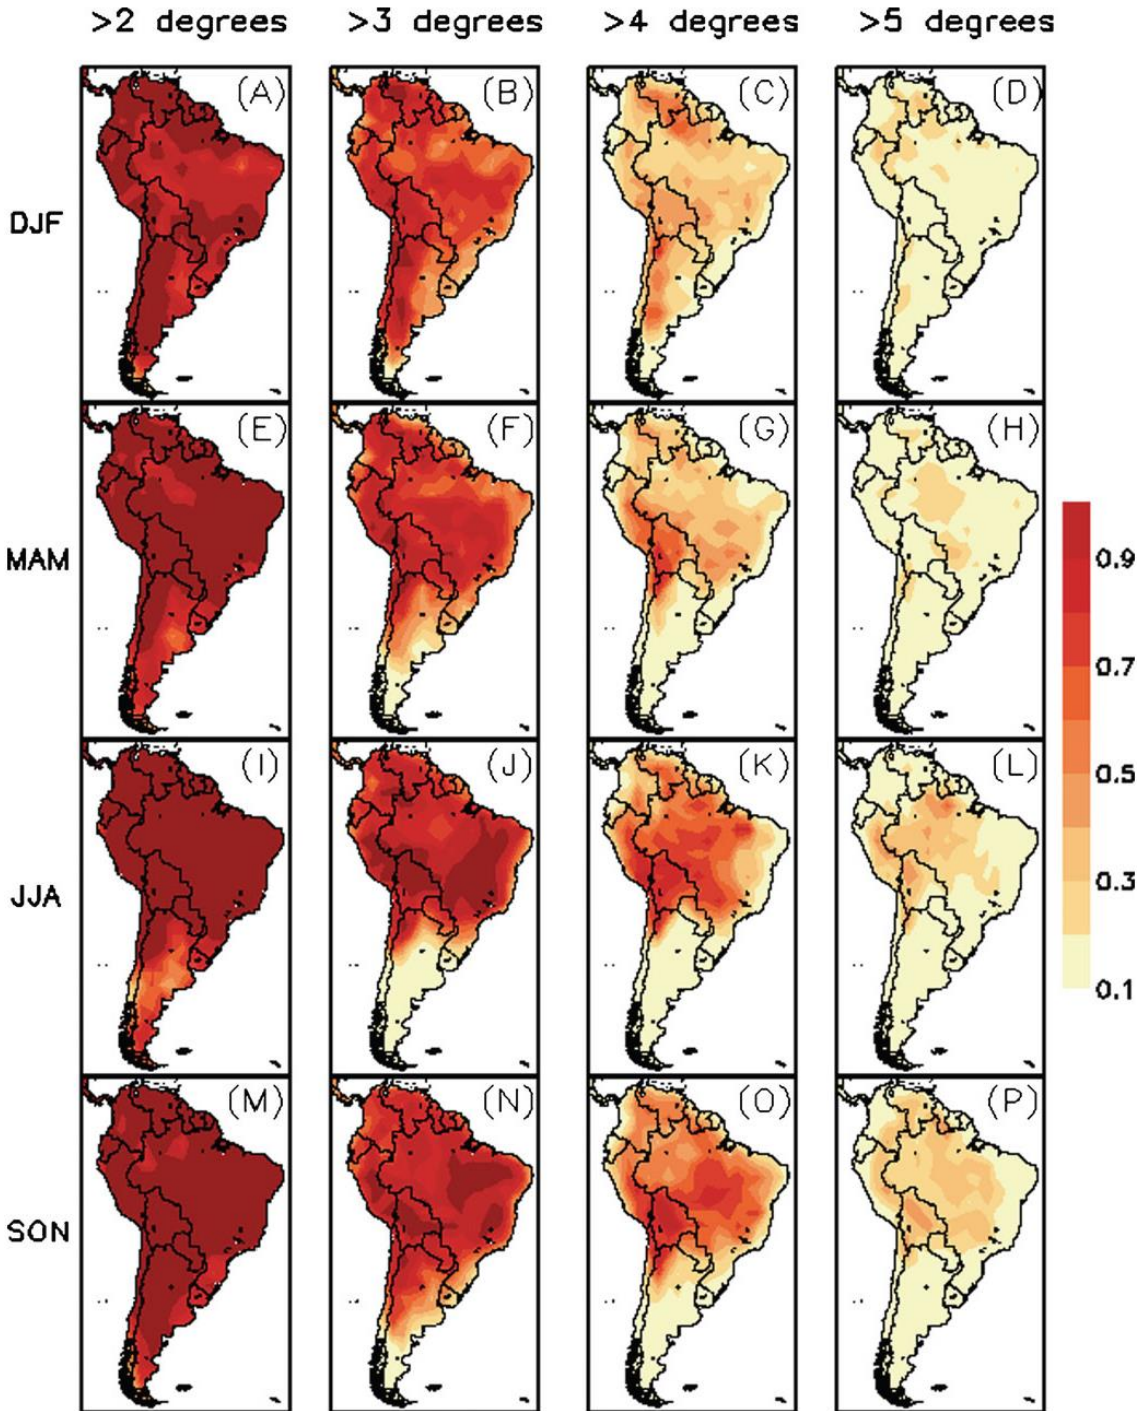 >2 degrees >3 degrees >4 degrees >5 degrees
(A) (B) (C) (D)
DJF
(E) (F) (G) (H)
MAM
0.9
0.7
(I) (J) (K) (L)
0.5
JJA
0.3
0.1
(M) (N) (O) (P)
SON